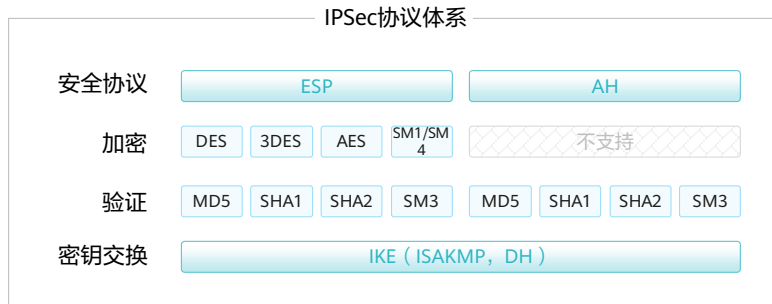 IPSec协议体系
安全协议 ESP AH
加密 DES 3DES AES SM1/SM
4 不支持
验证 MD5 SHA1 SHA2 SM3 MD5 SHA1 SHA2 SM3
密钥交换 IKE（ISAKMP，DH）